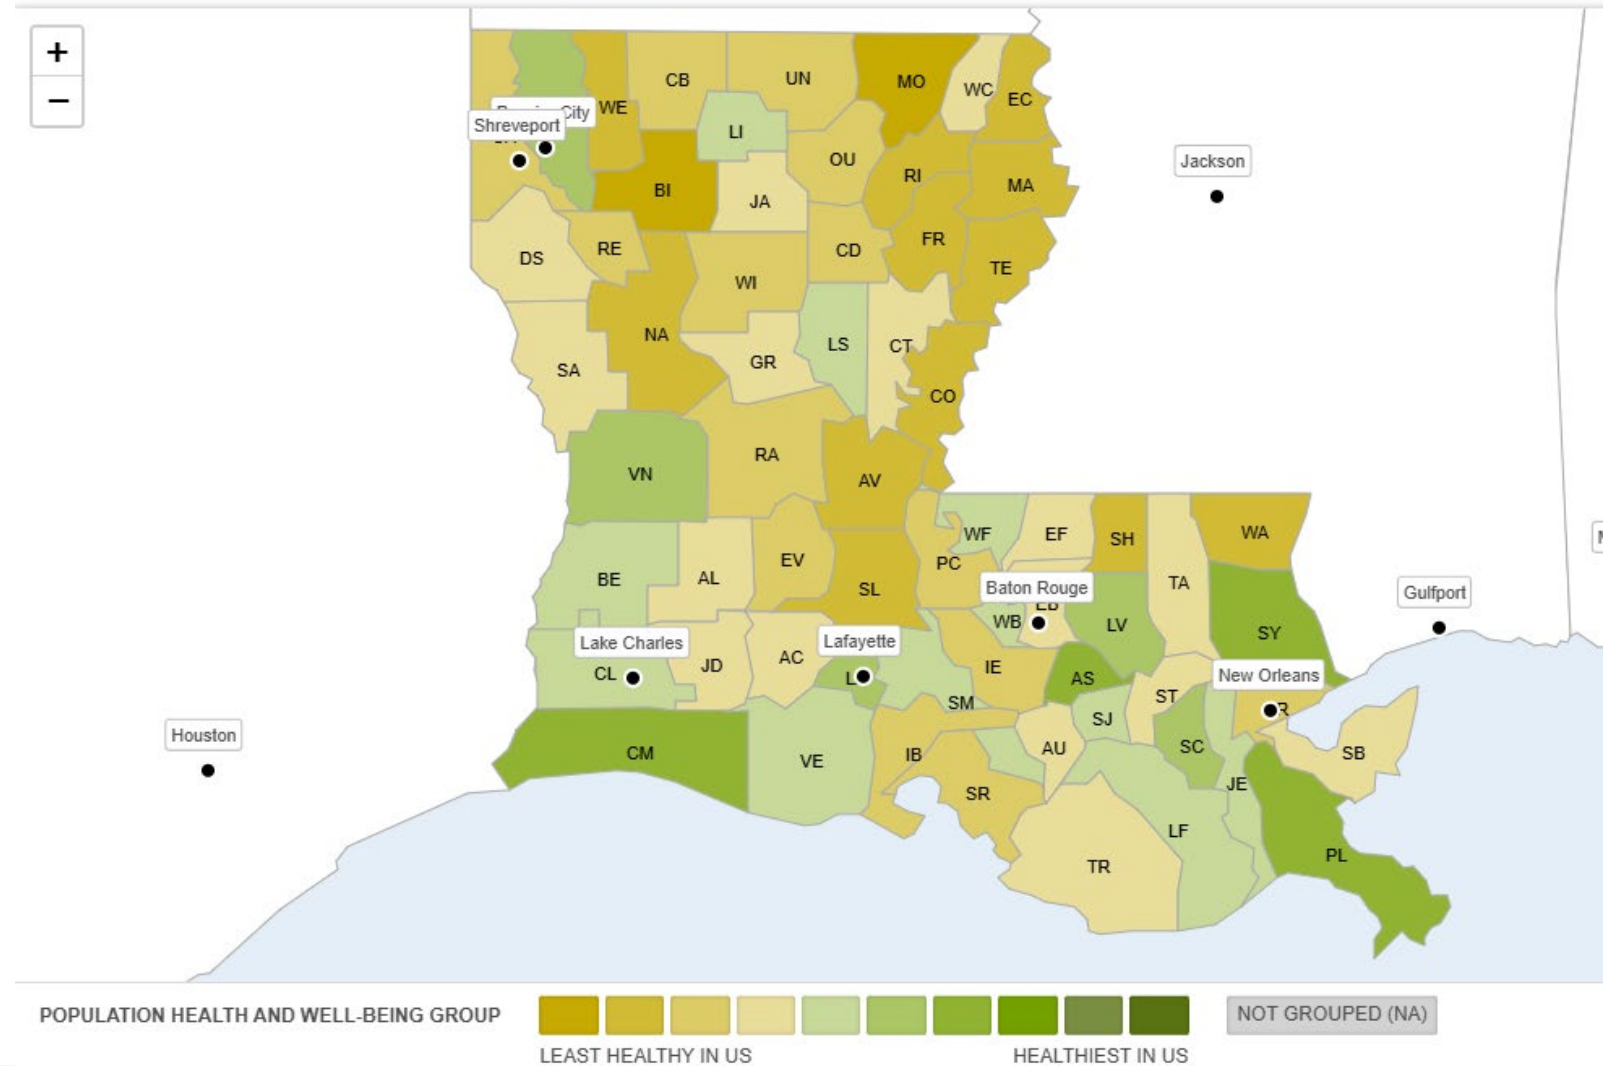 +
−
CB
UN
MO
WC
EC
WE
City
Shreveport
LI
OU
RI
MA
Jackson
BI
JA
DS
RE
CD
FR
TE
WI
NA
LS
CT
GR
SA
CO
VN
RA
AV
WF
EF
SH
WA
PC
EV
SL
BE
AL
TA
Baton Rouge
EB
WB
LV
SY
Gulfport
Lake Charles
Lafayette
CL
JD
AC
IE
AS
New Orleans
ST
SM
SJ
Houston
CM
VE
IB
AU
SC
SB
SR
JE
LF
TR
PL
POPULATION HEALTH AND WELL-BEING GROUP
NOT GROUPED (NA)
LEAST HEALTHY IN US
HEALTHIEST IN US